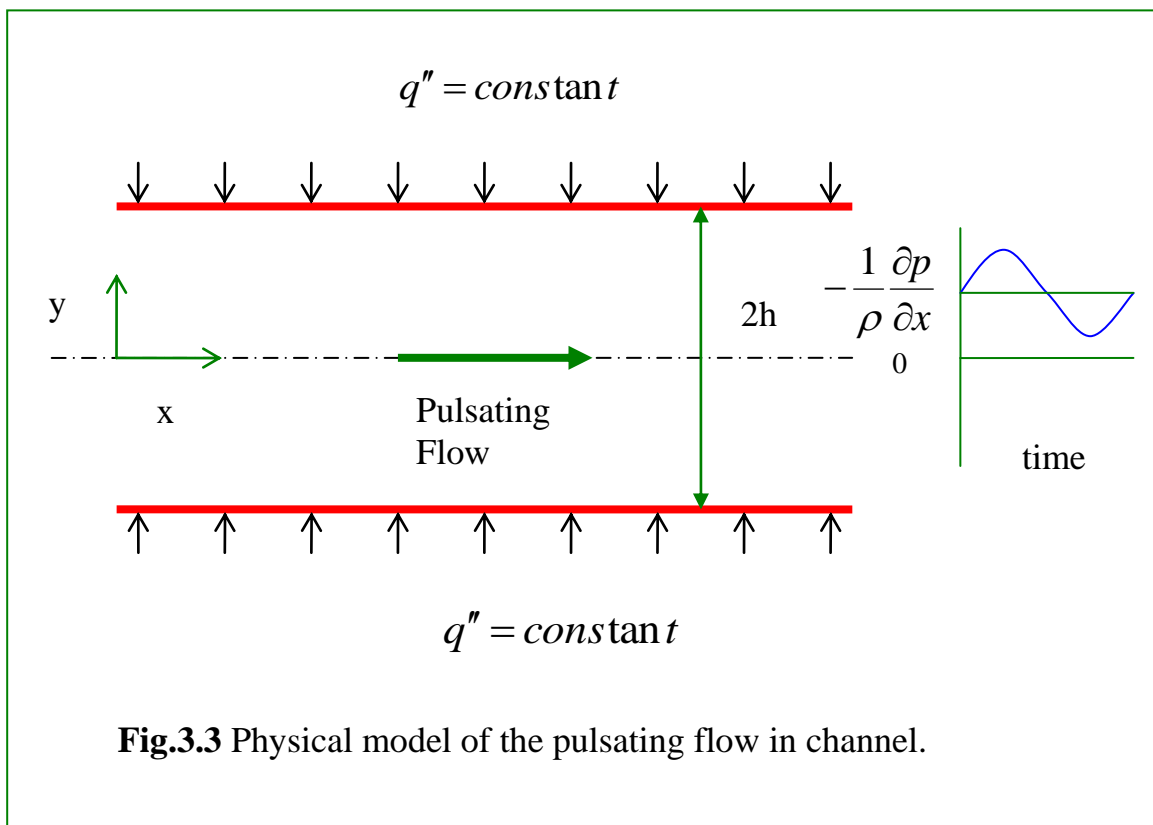 q″ = constant
y
x
Pulsating
Flow
2h
− 1/ρ ∂p/∂x
0
time
q″ = constant
Fig.3.3 Physical model of the pulsating flow in channel.